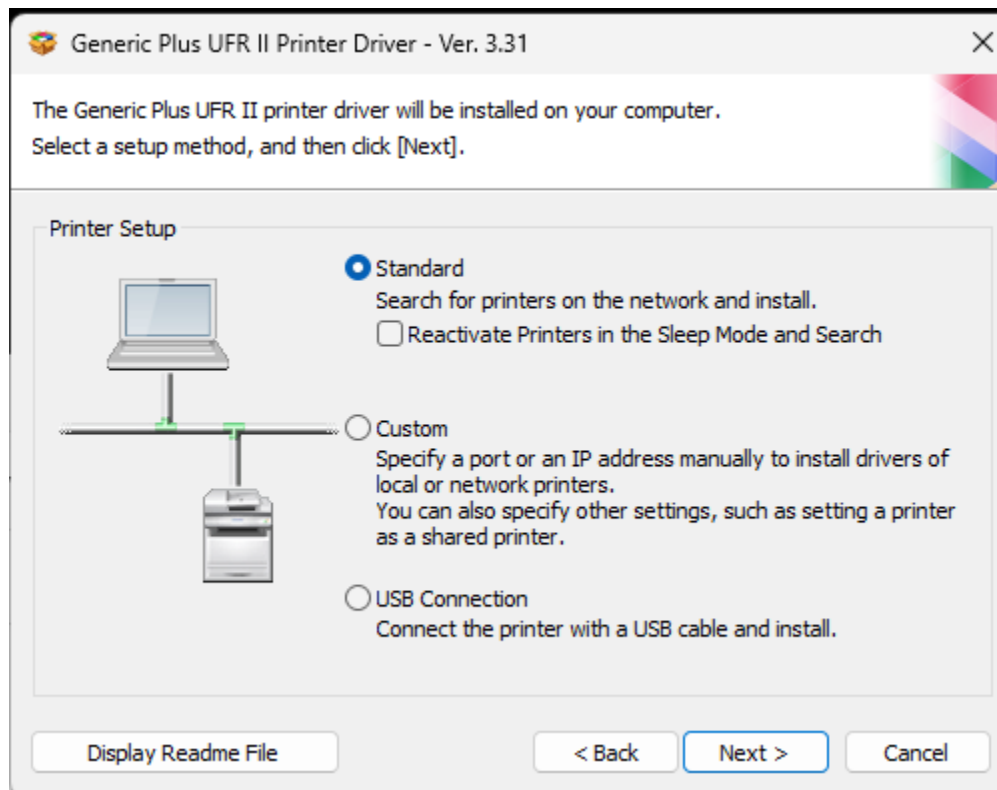 Generic Plus UFR II Printer Driver - Ver. 3.31
The Generic Plus UFR II printer driver will be installed on your computer.
Select a setup method, and then click [Next].
Printer Setup
Standard
Search for printers on the network and install.
Reactivate Printers in the Sleep Mode and Search
Custom
Specify a port or an IP address manually to install drivers of
local or network printers.
You can also specify other settings, such as setting a printer
as a shared printer.
USB Connection
Connect the printer with a USB cable and install.
Display Readme File
< Back
Next >
Cancel